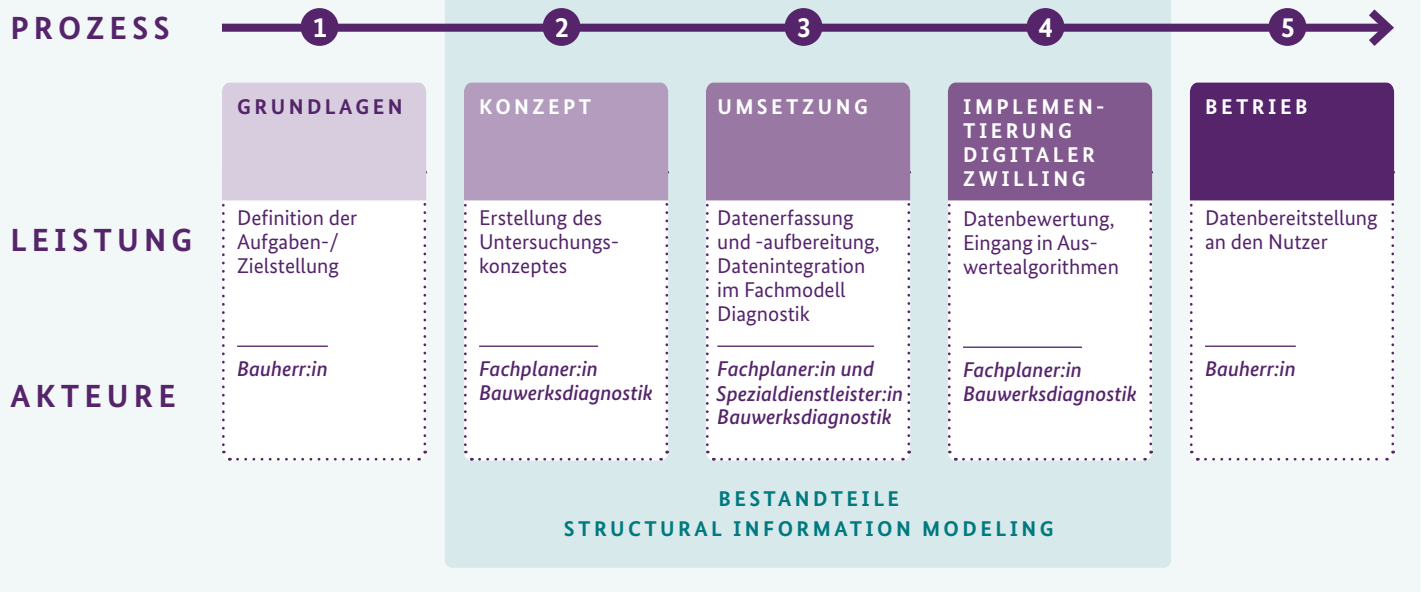 PROZESS
1
2
3
4
5
GRUNDLAGEN
KONZEPT
UMSETZUNG
IMPLEMEN-
TIERUNG
DIGITALER
ZWILLING
BETRIEB
LEISTUNG
Definition der
Aufgaben-/
Zielstellung
Erstellung des
Untersuchungs-
konzeptes
Datenerfassung
und -aufbereitung,
Datenintegration
im Fachmodell
Diagnostik
Datenbewertung,
Eingang in Aus-
wertealgorithmen
Datenbereitstellung
an den Nutzer
AKTEURE
Bauherr:in
Fachplaner:in
Bauwerksdiagnostik
Fachplaner:in und
Spezialdienstleister:in
Bauwerksdiagnostik
Fachplaner:in
Bauwerksdiagnostik
Bauherr:in
BESTANDTEILE
STRUCTURAL INFORMATION MODELING